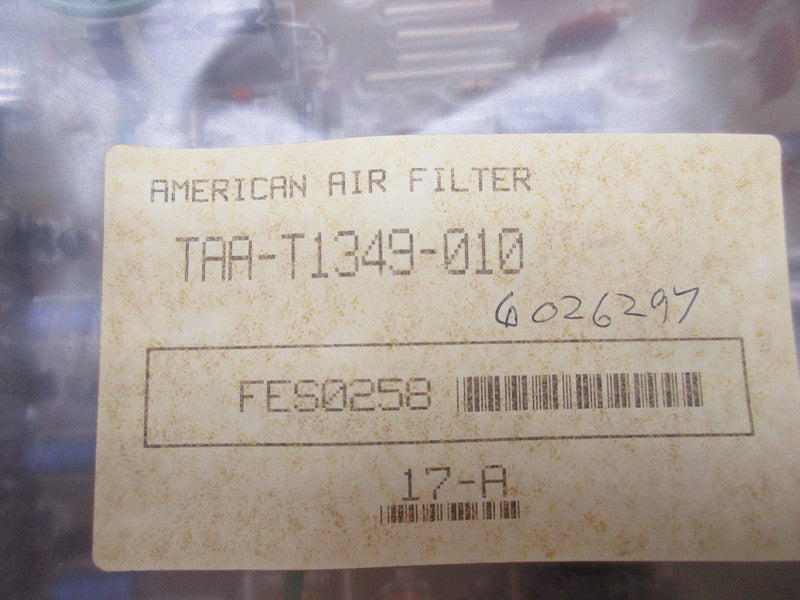 AMERICAN AIR FILTER
TAA-T1349-010
6026297
FES0258
17-A